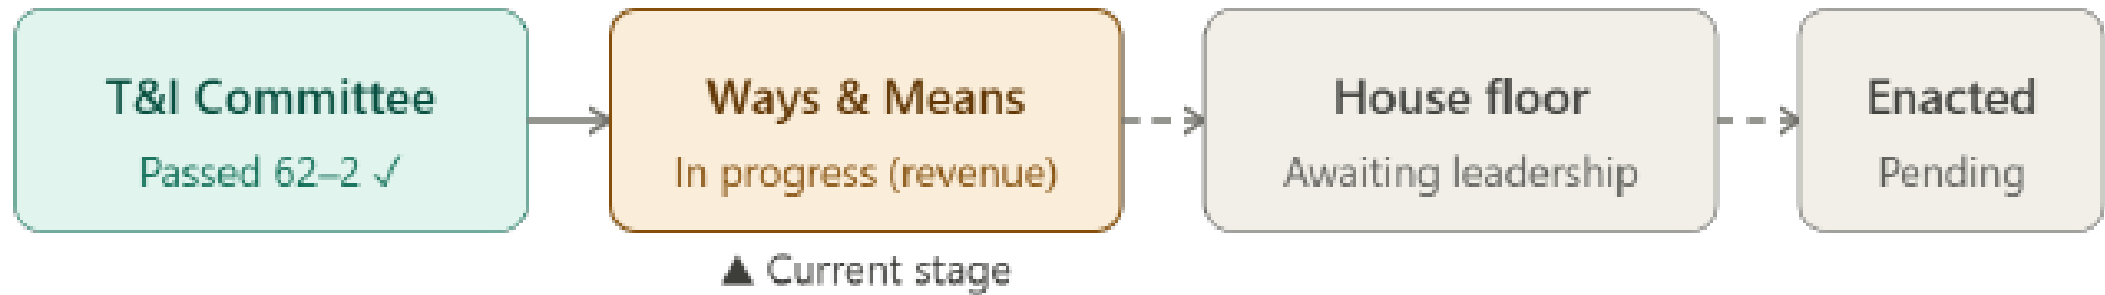 T&I Committee
Passed 62–2 ✓
Ways & Means
In progress (revenue)
House floor
Awaiting leadership
Enacted
Pending
▲ Current stage